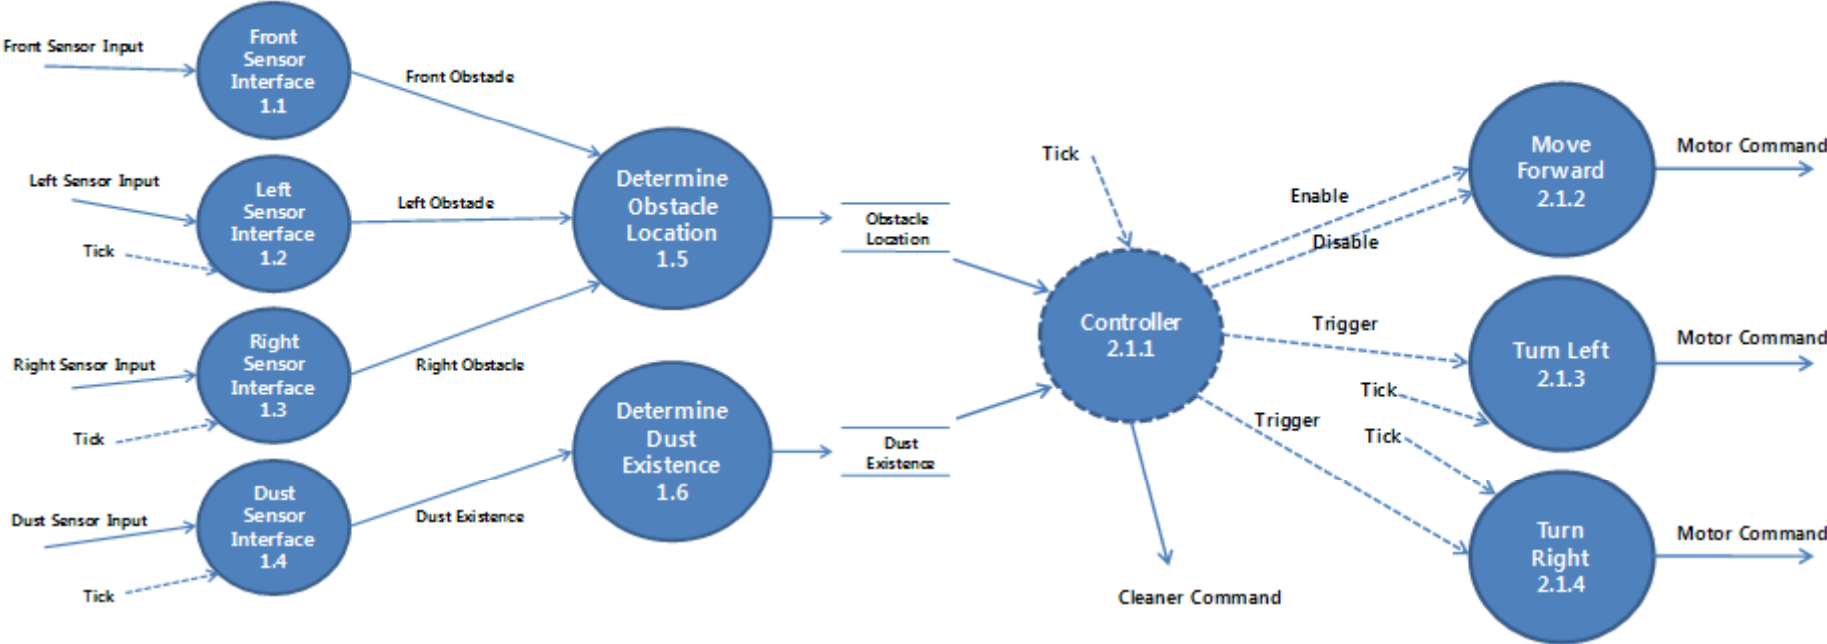 Front Sensor Input
Front
Sensor
Interface
1.1
Front Obstade
Left Sensor Input
Tick
Left
Sensor
Interface
1.2
Left Obstade
Right Sensor Input
Tick
Right
Sensor
Interface
1.3
Right Obstacle
Dust Sensor Input
Tick
Dust
Sensor
Interface
1.4
Dust Existence
Determine
Obstacle
Location
1.5
Determine
Dust
Existence
1.6
Obstacle
Location
Dust
Existence
Tick
Controller
2.1.1
Cleaner Command
Enable
Disable
Trigger
Tick
Trigger
Tick
Move
Forward
2.1.2
Motor Command
Turn Left
2.1.3
Motor Command
Turn
Right
2.1.4
Motor Command